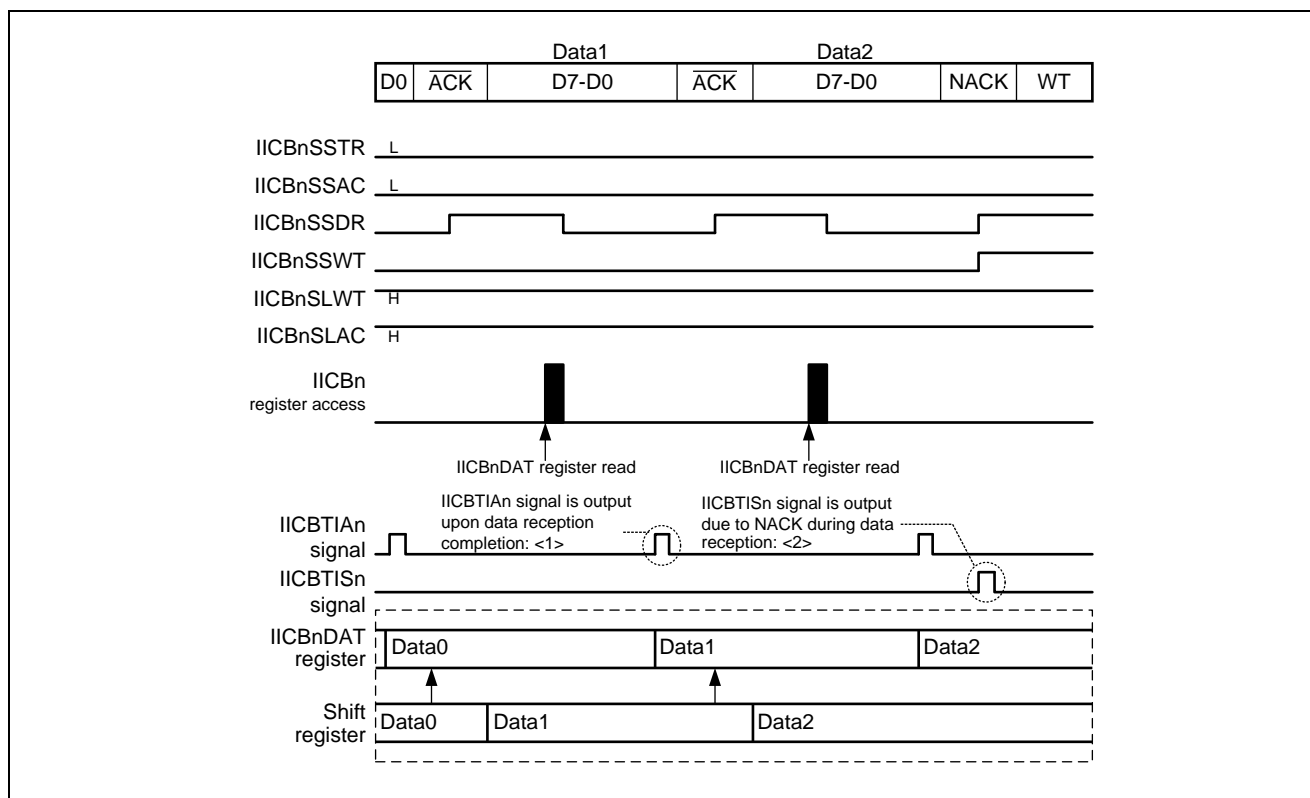 Data1 Data2
D0 ACK D7-D0 ACK D7-D0 NACK WT
IICBnSSTR L
IICBnSSAC L
IICBnSSDR
IICBnSSWT
IICBnSLWT H
IICBnSLAC H
IICBn
register access
IICBnDAT register read IICBnDAT register read
IICBTIAn signal is output
upon data reception
completion: <1>
IICBTISn signal is output
due to NACK during data
reception: <2>
IICBTIAn
signal
IICBTISn
signal
IICBnDAT
register
Data0 Data1 Data2
Shift
register
Data0 Data1 Data2